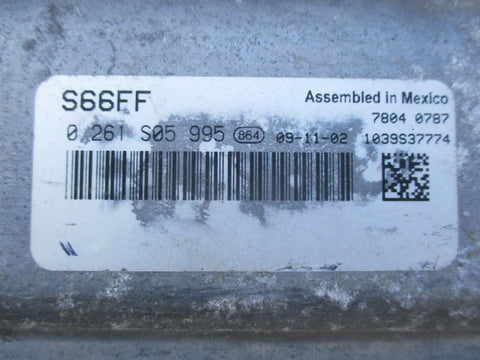 S66FF
Assembled in Mexico
7804 0787
0 261 S05 995 864 09-11-02 1039S37774